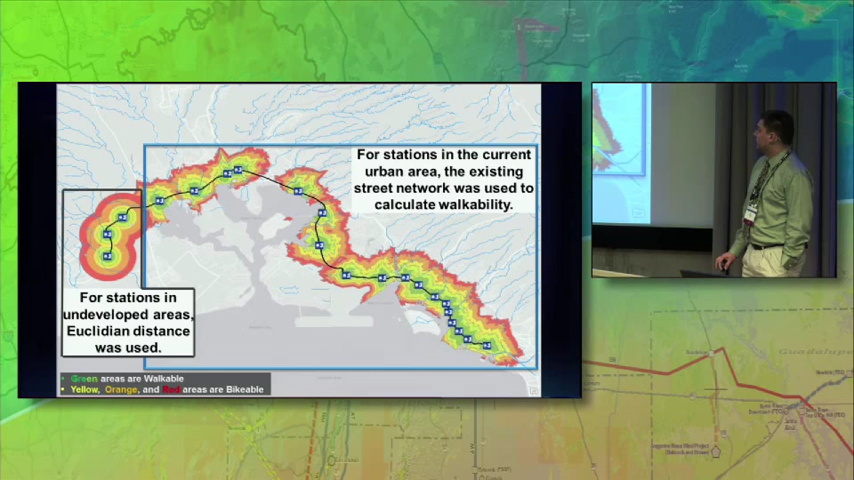 For stations in the current
urban area, the existing
street network was used to
calculate walkability.
For stations in
undeveloped areas,
Euclidian distance
was used.
Green areas are Walkable
Yellow, Orange, and Red areas are Bikeable